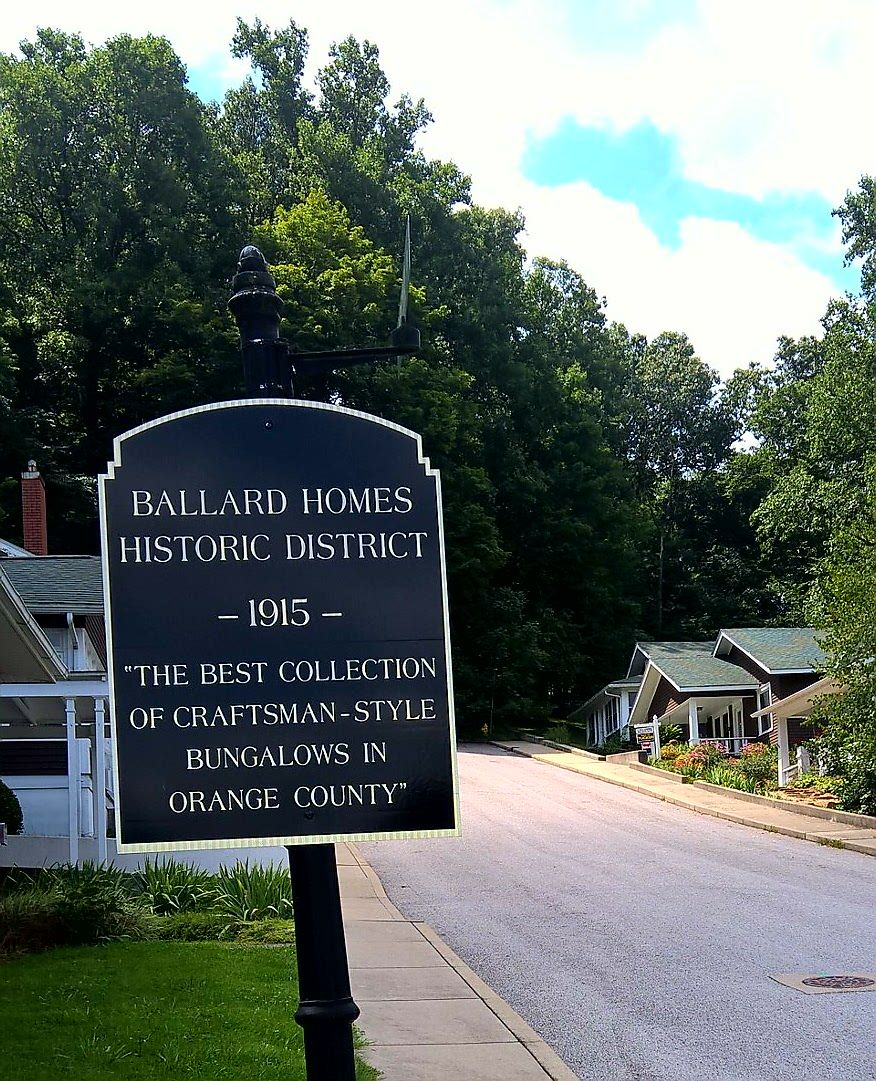 BALLARD HOMES
HISTORIC DISTRICT
– 1915 –
"THE BEST COLLECTION
OF CRAFTSMAN-STYLE
BUNGALOWS IN
ORANGE COUNTY"